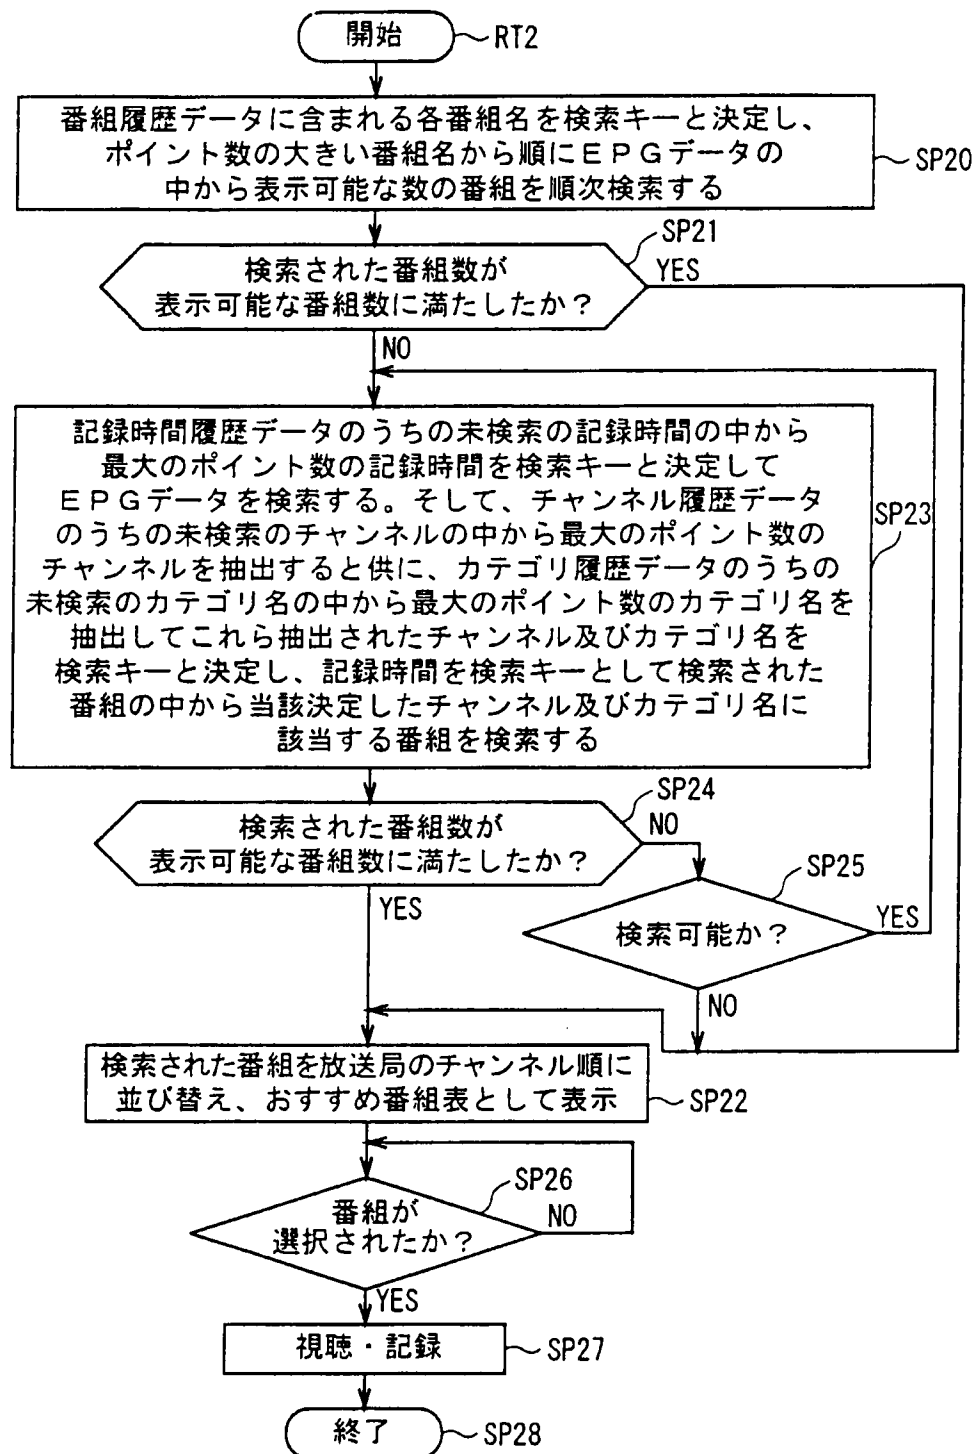 開始
RT2
番組履歴データに含まれる各番組名を検索キーと決定し、
ポイント数の大きい番組名から順にEPGデータの
中から表示可能な数の番組を順次検索する
SP20
SP21
検索された番組数が
表示可能な番組数に満たしたか?
YES
NO
記録時間履歴データのうちの未検索の記録時間の中から
最大のポイント数の記録時間を検索キーと決定して
EPGデータを検索する。そして、チャンネル履歴データ
のうちの未検索のチャンネルの中から最大のポイント数の
チャンネルを抽出すると供に、カテゴリ履歴データのうちの
未検索のカテゴリ名の中から最大のポイント数のカテゴリ名を
抽出してこれら抽出されたチャンネル及びカテゴリ名を
検索キーと決定し、記録時間を検索キーとして検索された
番組の中から当該決定したチャンネル及びカテゴリ名に
該当する番組を検索する
SP23
SP24
検索された番組数が
表示可能な番組数に満たしたか?
NO
YES
SP25
検索可能か?
YES
NO
検索された番組を放送局のチャンネル順に
並び替え、おすすめ番組表として表示
SP22
SP26
番組が
選択されたか?
NO
YES
視聴・記録
SP27
終了
SP28